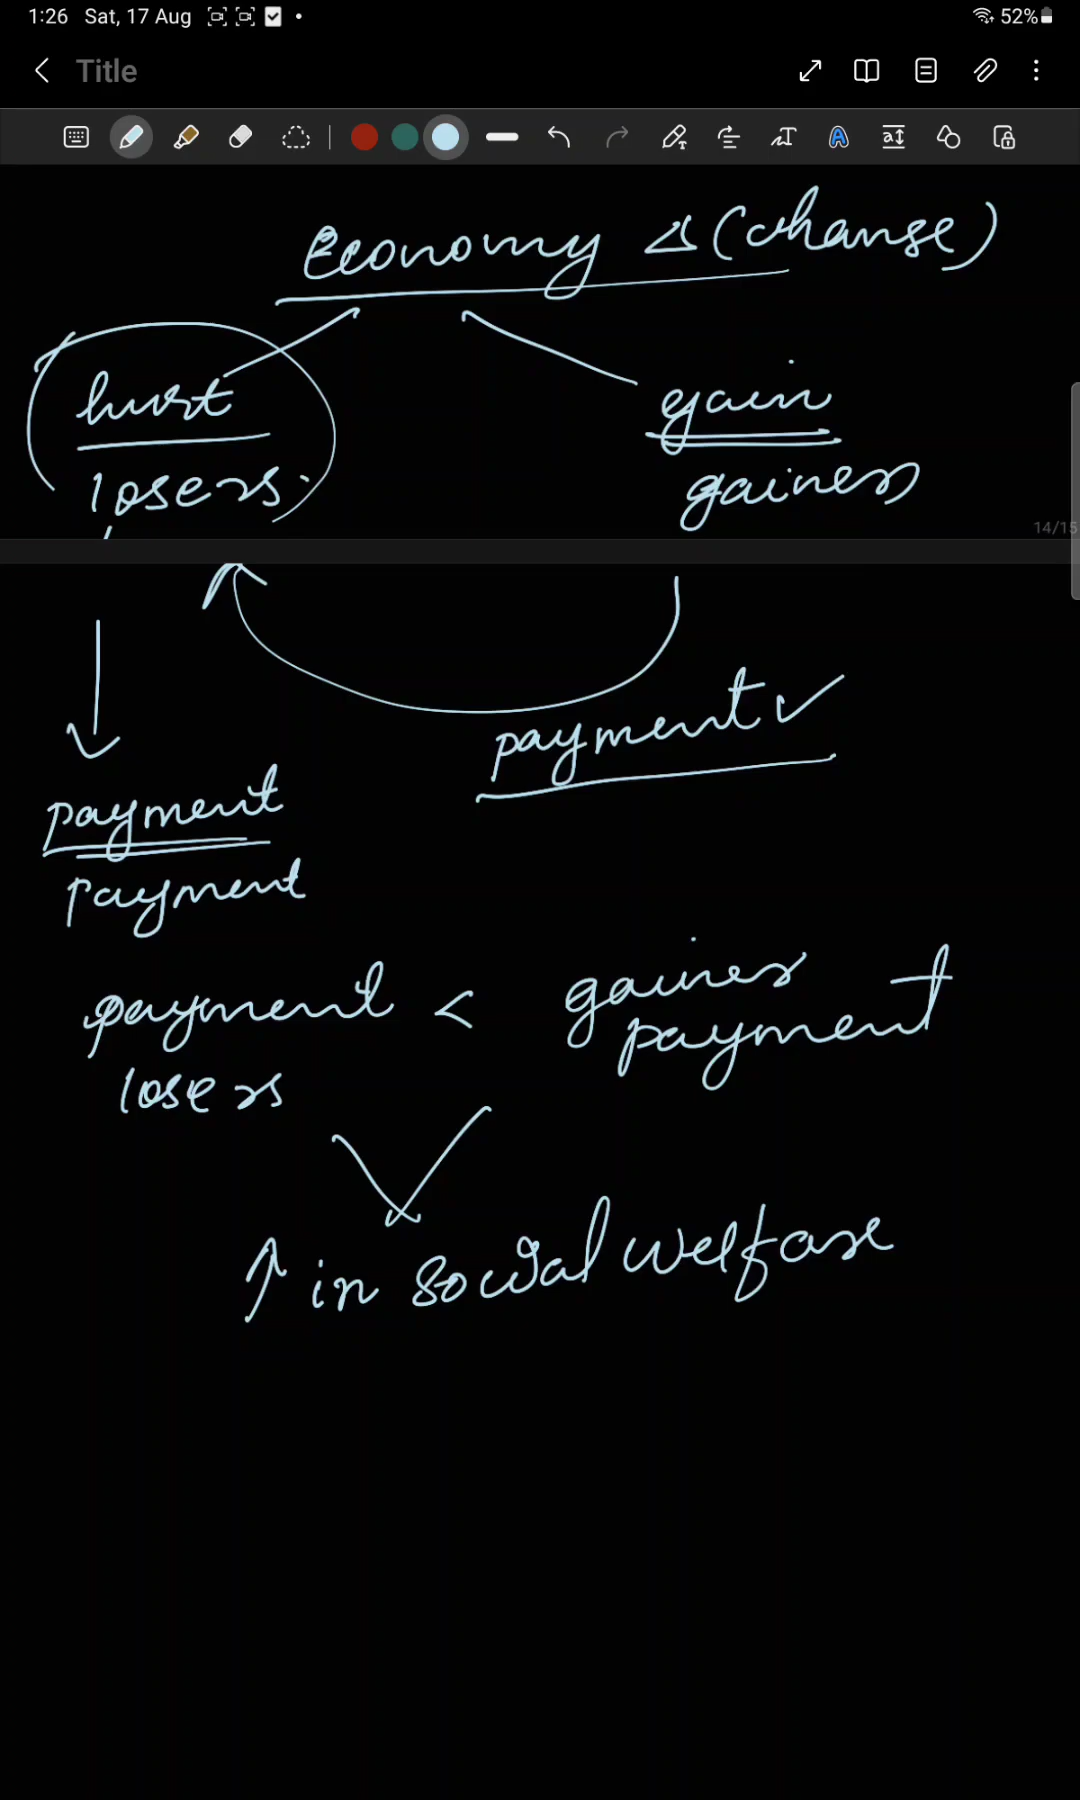 1:26 Sat, 17 Aug
52%
Title
Economy Δ (change)
hurt
gain
losers
gainers
14/15
payment ✓
payment
payment
payment < gainers
payment
losers
↑ in social welfare